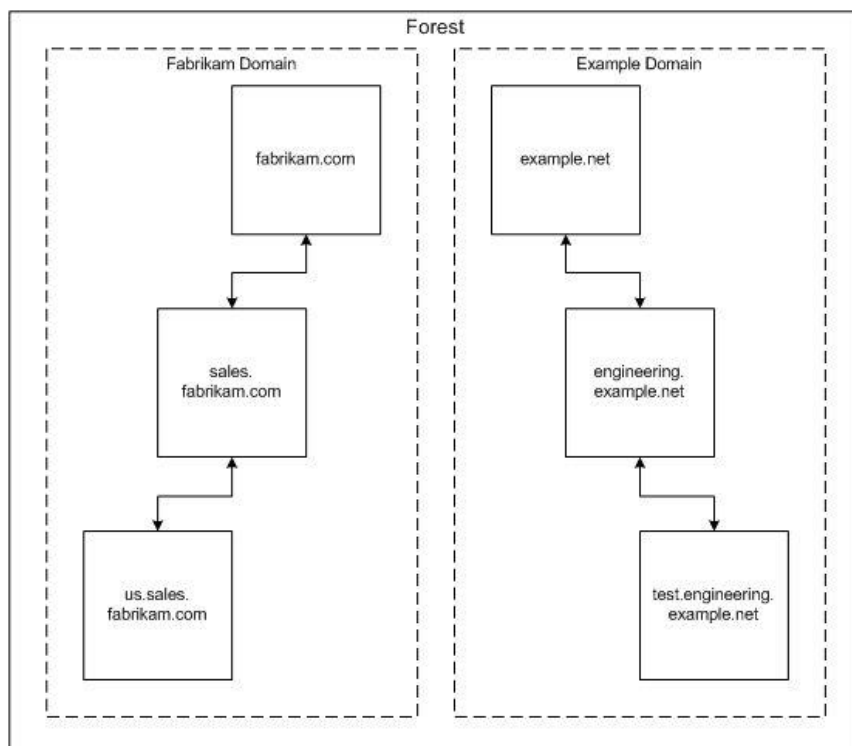 Forest
Fabrikam Domain
fabrikam.com
sales.
fabrikam.com
us.sales.
fabrikam.com
Example Domain
example.net
engineering.
example.net
test.engineering.
example.net